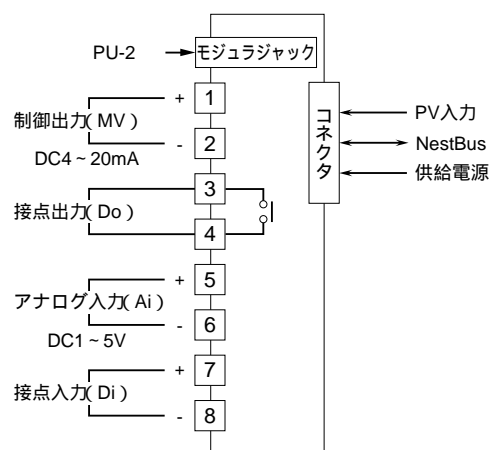 PU-2
モジュラジャック
+
1
制御出力(MV)
-
2
DC4~20mA
3
接点出力(Do)
4
+
5
アナログ入力(Ai)
-
6
DC1~5V
+
7
接点入力(Di)
-
8
コネクタ
PV入力
NestBus
供給電源